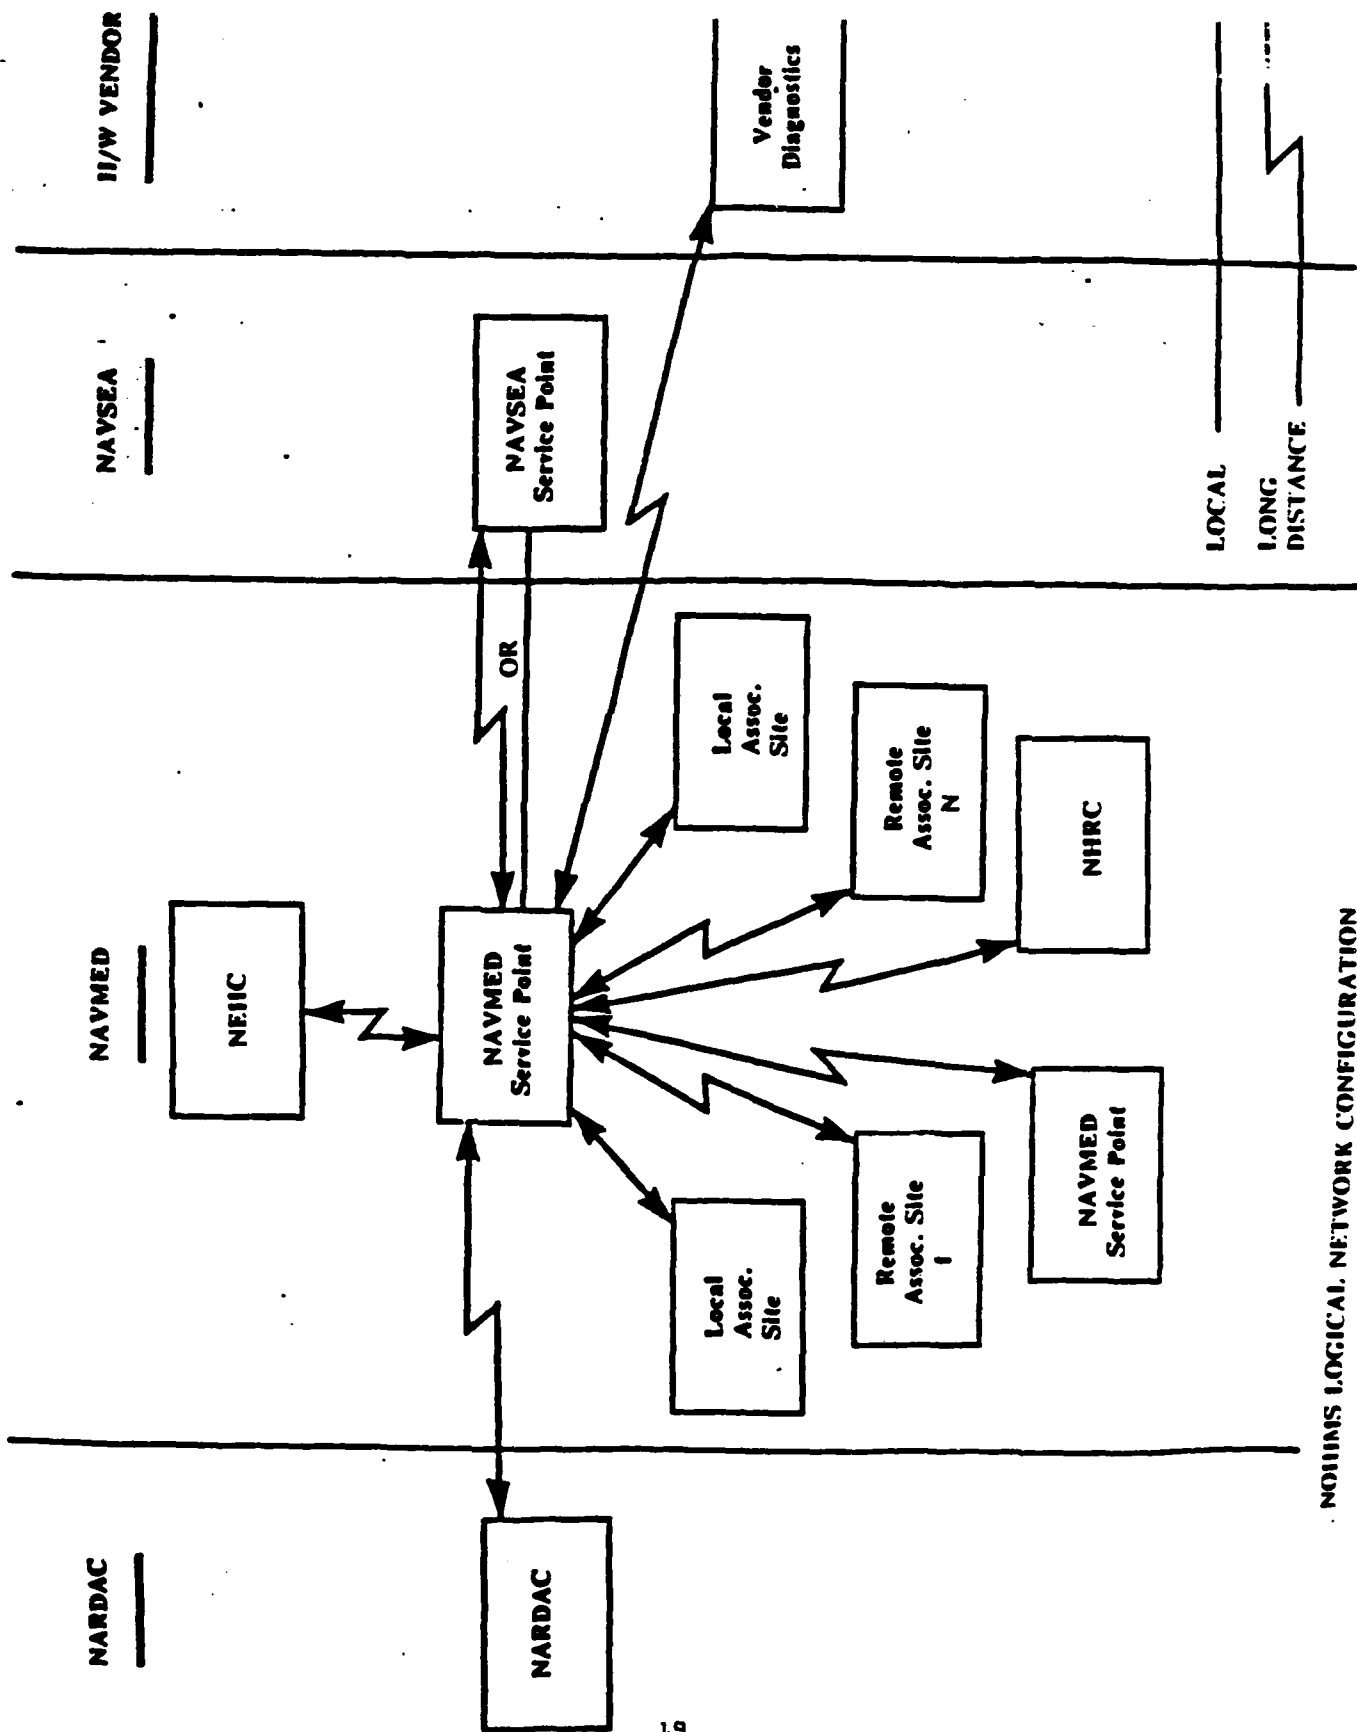 NARDAC
NAVMED
NAVSEA
H/W VENDOR
NEHC
NARDAC
NAVMED
Service Point
OR
NAVSEA
Service Point
Vendor
Diagnostics
Local
Assoc.
Site
Local
Assoc.
Site
Remote
Assoc. Site
1
Remote
Assoc. Site
N
NAVMED
Service Point
NHRC
LOCAL
LONG
DISTANCE
NOHIMS LOGICAL NETWORK CONFIGURATION
19